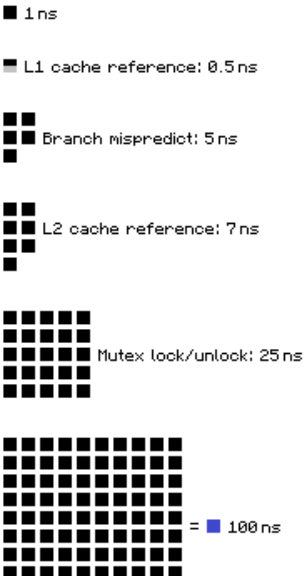 1 ns
L1 cache reference: 0.5 ns
Branch mispredict: 5 ns
L2 cache reference: 7 ns
Mutex lock/unlock: 25 ns
= 100 ns